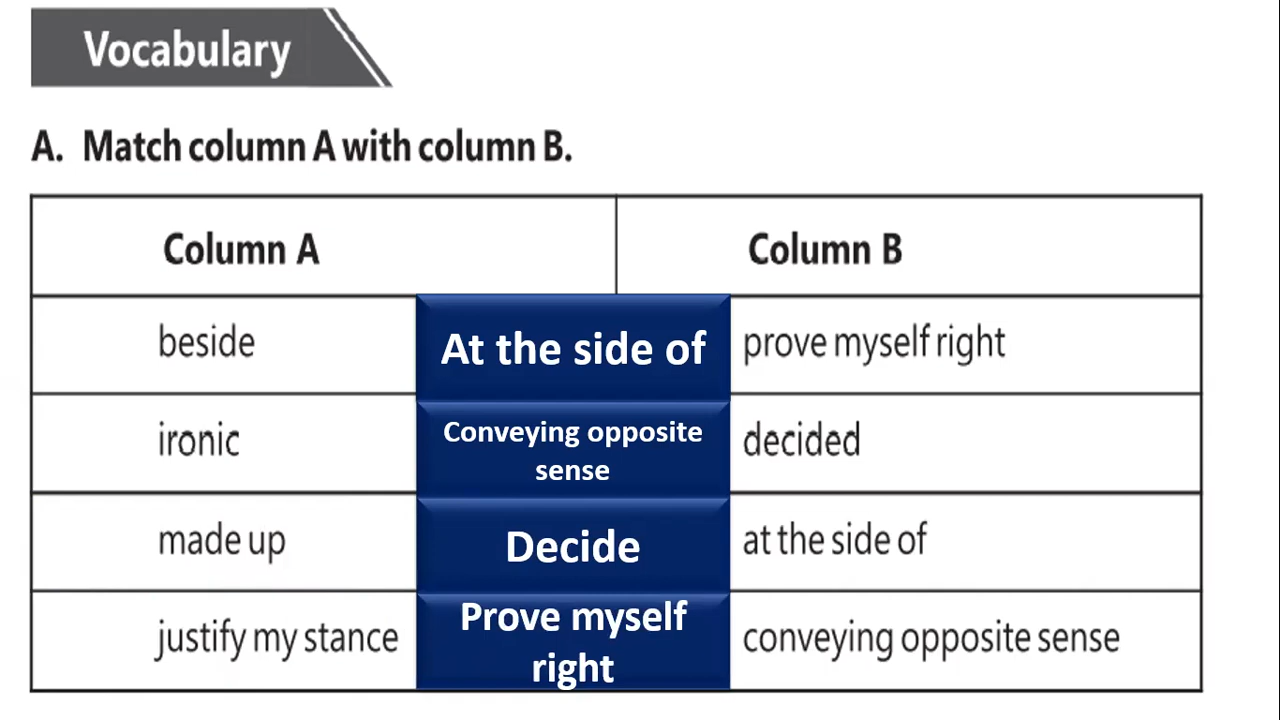 Vocabulary
A. Match column A with column B.
Column A Column B
beside At the side of prove myself right
ironic Conveying opposite sense decided
made up Decide at the side of
justify my stance Prove myself right conveying opposite sense